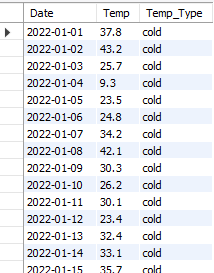 Date Temp Temp_Type
2022-01-01 37.8 cold
2022-01-02 43.2 cold
2022-01-03 25.7 cold
2022-01-04 9.3 cold
2022-01-05 23.5 cold
2022-01-06 24.8 cold
2022-01-07 34.2 cold
2022-01-08 42.1 cold
2022-01-09 30.3 cold
2022-01-10 26.2 cold
2022-01-11 30.1 cold
2022-01-12 23.4 cold
2022-01-13 32.4 cold
2022-01-14 33.1 cold
2022-01-15 35.7 cold